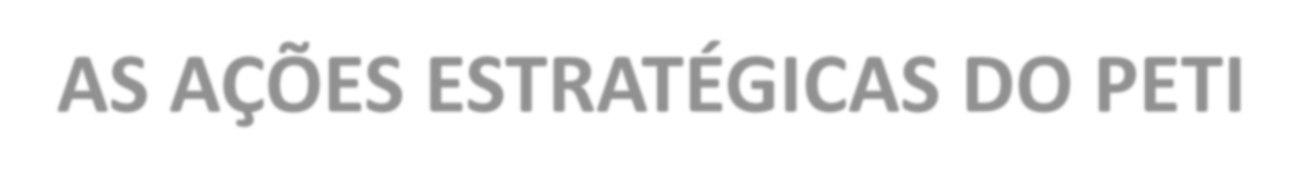 AS AÇÕES ESTRATÉGICAS DO PETI